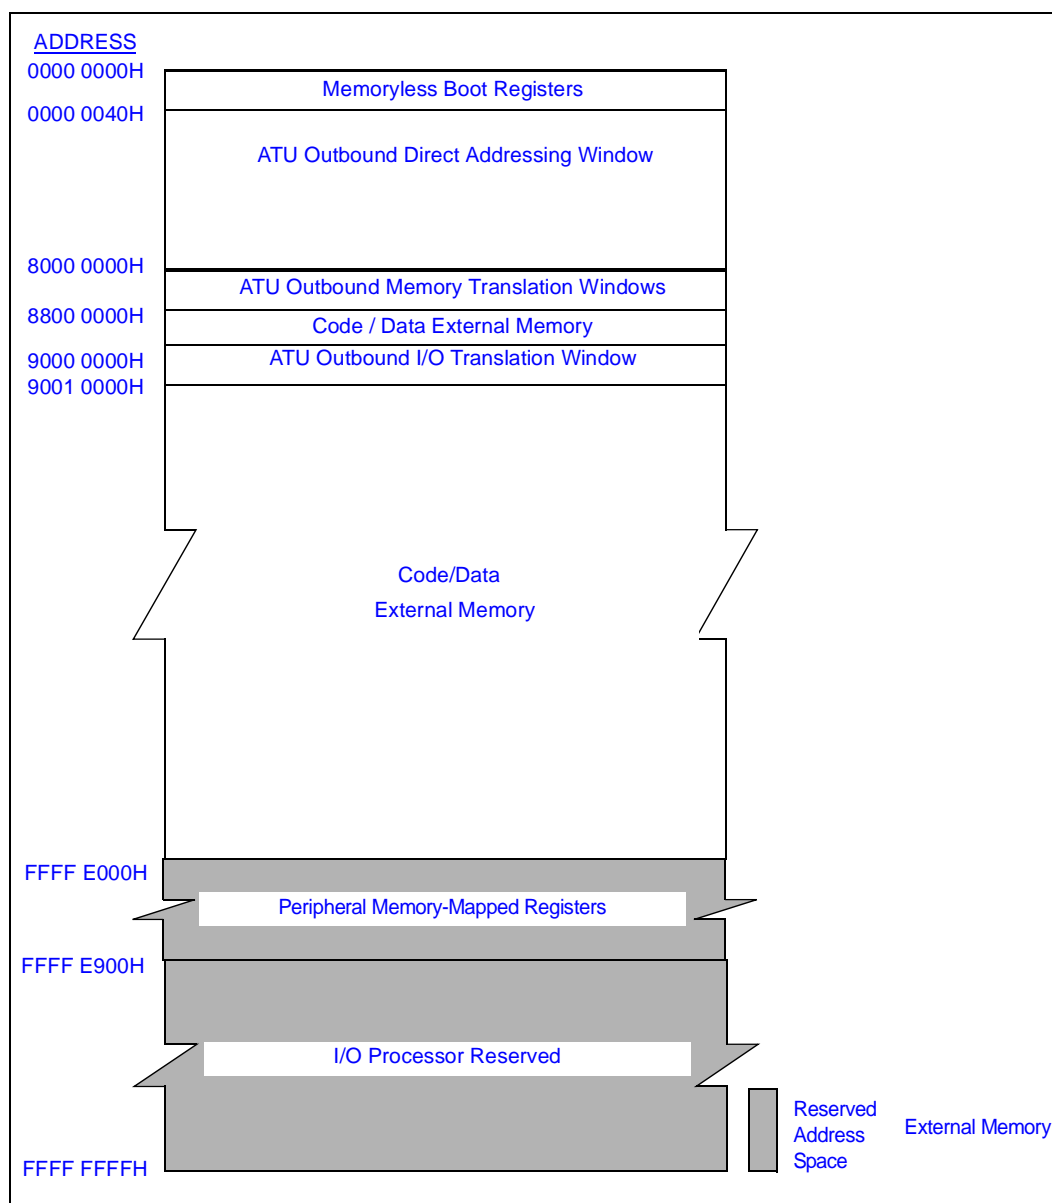 ADDRESS
0000 0000H
Memoryless Boot Registers
0000 0040H
ATU Outbound Direct Addressing Window
8000 0000H
ATU Outbound Memory Translation Windows
8800 0000H
Code / Data External Memory
9000 0000H
ATU Outbound I/O Translation Window
9001 0000H
Code/Data
External Memory
FFFF E000H
Peripheral Memory-Mapped Registers
FFFF E900H
I/O Processor Reserved
Reserved
Address
Space
External Memory
FFFF FFFFH